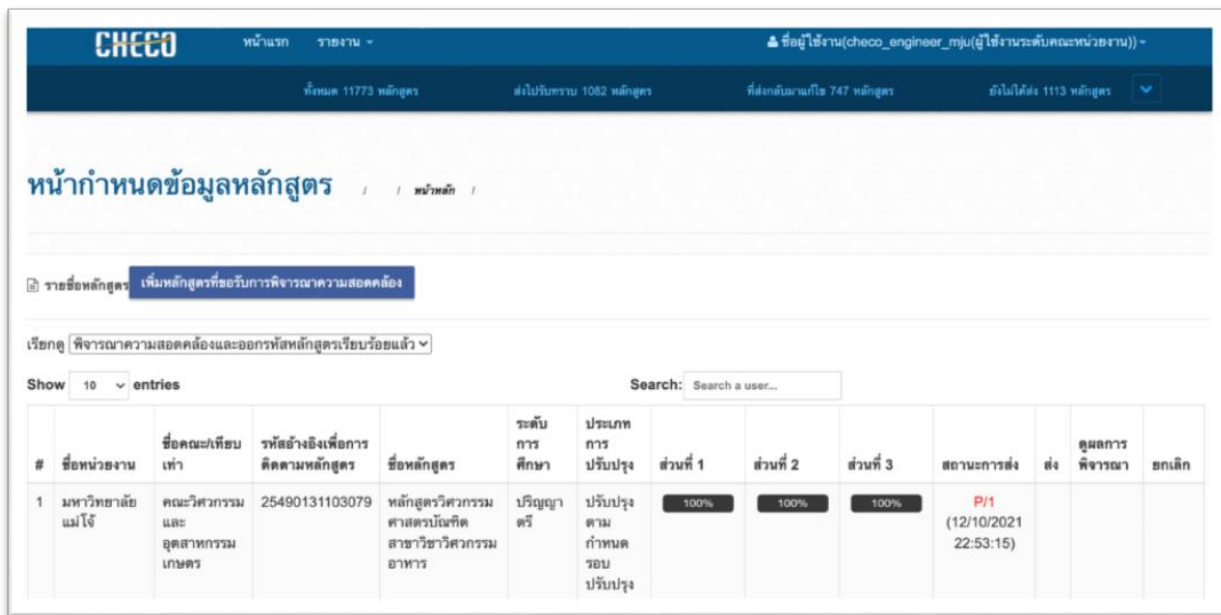 CHECO หน้าแรก รายงาน ชื่อผู้ใช้งาน(checo_engineer_mju(ผู้ใช้งานระดับคณะหน่วยงาน))
ทั้งหมด 11773 หลักสูตร ส่งไปรับทราบ 1082 หลักสูตร ที่ส่งกลับมาแก้ไข 747 หลักสูตร ยังไม่ได้ส่ง 1113 หลักสูตร
หน้ากำหนดข้อมูลหลักสูตร / / หน้าหลัก /
รายชื่อหลักสูตร เพิ่มหลักสูตรที่ขอรับการพิจารณาความสอดคล้อง
เรียกดู พิจารณาความสอดคล้องและออกรหัสหลักสูตรเรียบร้อยแล้ว
Show 10 entries Search: Search a user...
# ชื่อหน่วยงาน ชื่อคณะ/เทียบเท่า รหัสอ้างอิงเพื่อการติดตามหลักสูตร ชื่อหลักสูตร ระดับการศึกษา ประเภทการปรับปรุง ส่วนที่ 1 ส่วนที่ 2 ส่วนที่ 3 สถานะการส่ง ส่ง ดูผลการพิจารณา ยกเลิก
1 มหาวิทยาลัยแม่โจ้ คณะวิศวกรรมและอุตสาหกรรมเกษตร 25490131103079 หลักสูตรวิศวกรรมศาสตรบัณฑิต สาขาวิชาวิศวกรรมอาหาร ปริญญาตรี ปรับปรุงตามกำหนดรอบปรับปรุง 100% 100% 100% P/1 (12/10/2021 22:53:15)